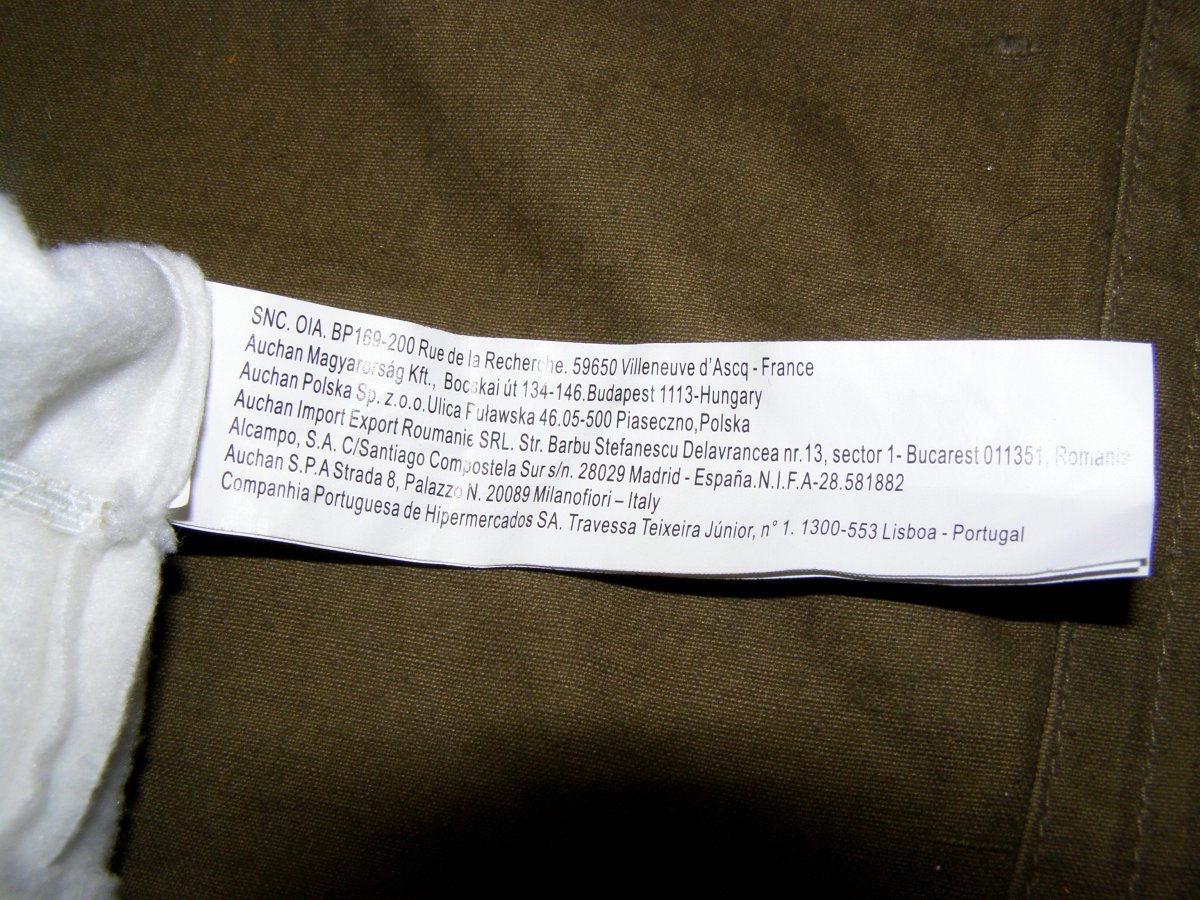 SNC. OIA. BP169-200 Rue de la Recherche. 59650 Villeneuve d'Ascq - France
Auchan Magyarország Kft., Bocskai út 134-146.Budapest 1113-Hungary
Auchan Polska Sp. z.o.o.Ulica Puławska 46.05-500 Piaseczno,Polska
Auchan Import Export Roumanie SRL. Str. Barbu Stefanescu Delavrancea nr.13, sector 1- Bucarest 011351, Romania
Alcampo, S.A. C/Santiago Compostela Sur s/n. 28029 Madrid - España.N.I.F.A-28.581882
Auchan S.P.A Strada 8, Palazzo N. 20089 Milanofiori – Italy
Companhia Portuguesa de Hipermercados SA. Travessa Teixeira Júnior, n° 1. 1300-553 Lisboa - Portugal